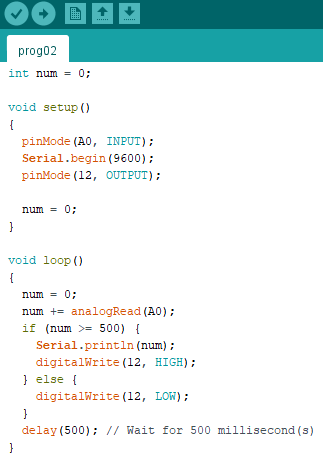 prog02
int num = 0;

void setup()
{
  pinMode(A0, INPUT);
  Serial.begin(9600);
  pinMode(12, OUTPUT);

  num = 0;
}

void loop()
{
  num = 0;
  num += analogRead(A0);
  if (num >= 500) {
    Serial.println(num);
    digitalWrite(12, HIGH);
  } else {
    digitalWrite(12, LOW);
  }
  delay(500); // Wait for 500 millisecond(s)
}